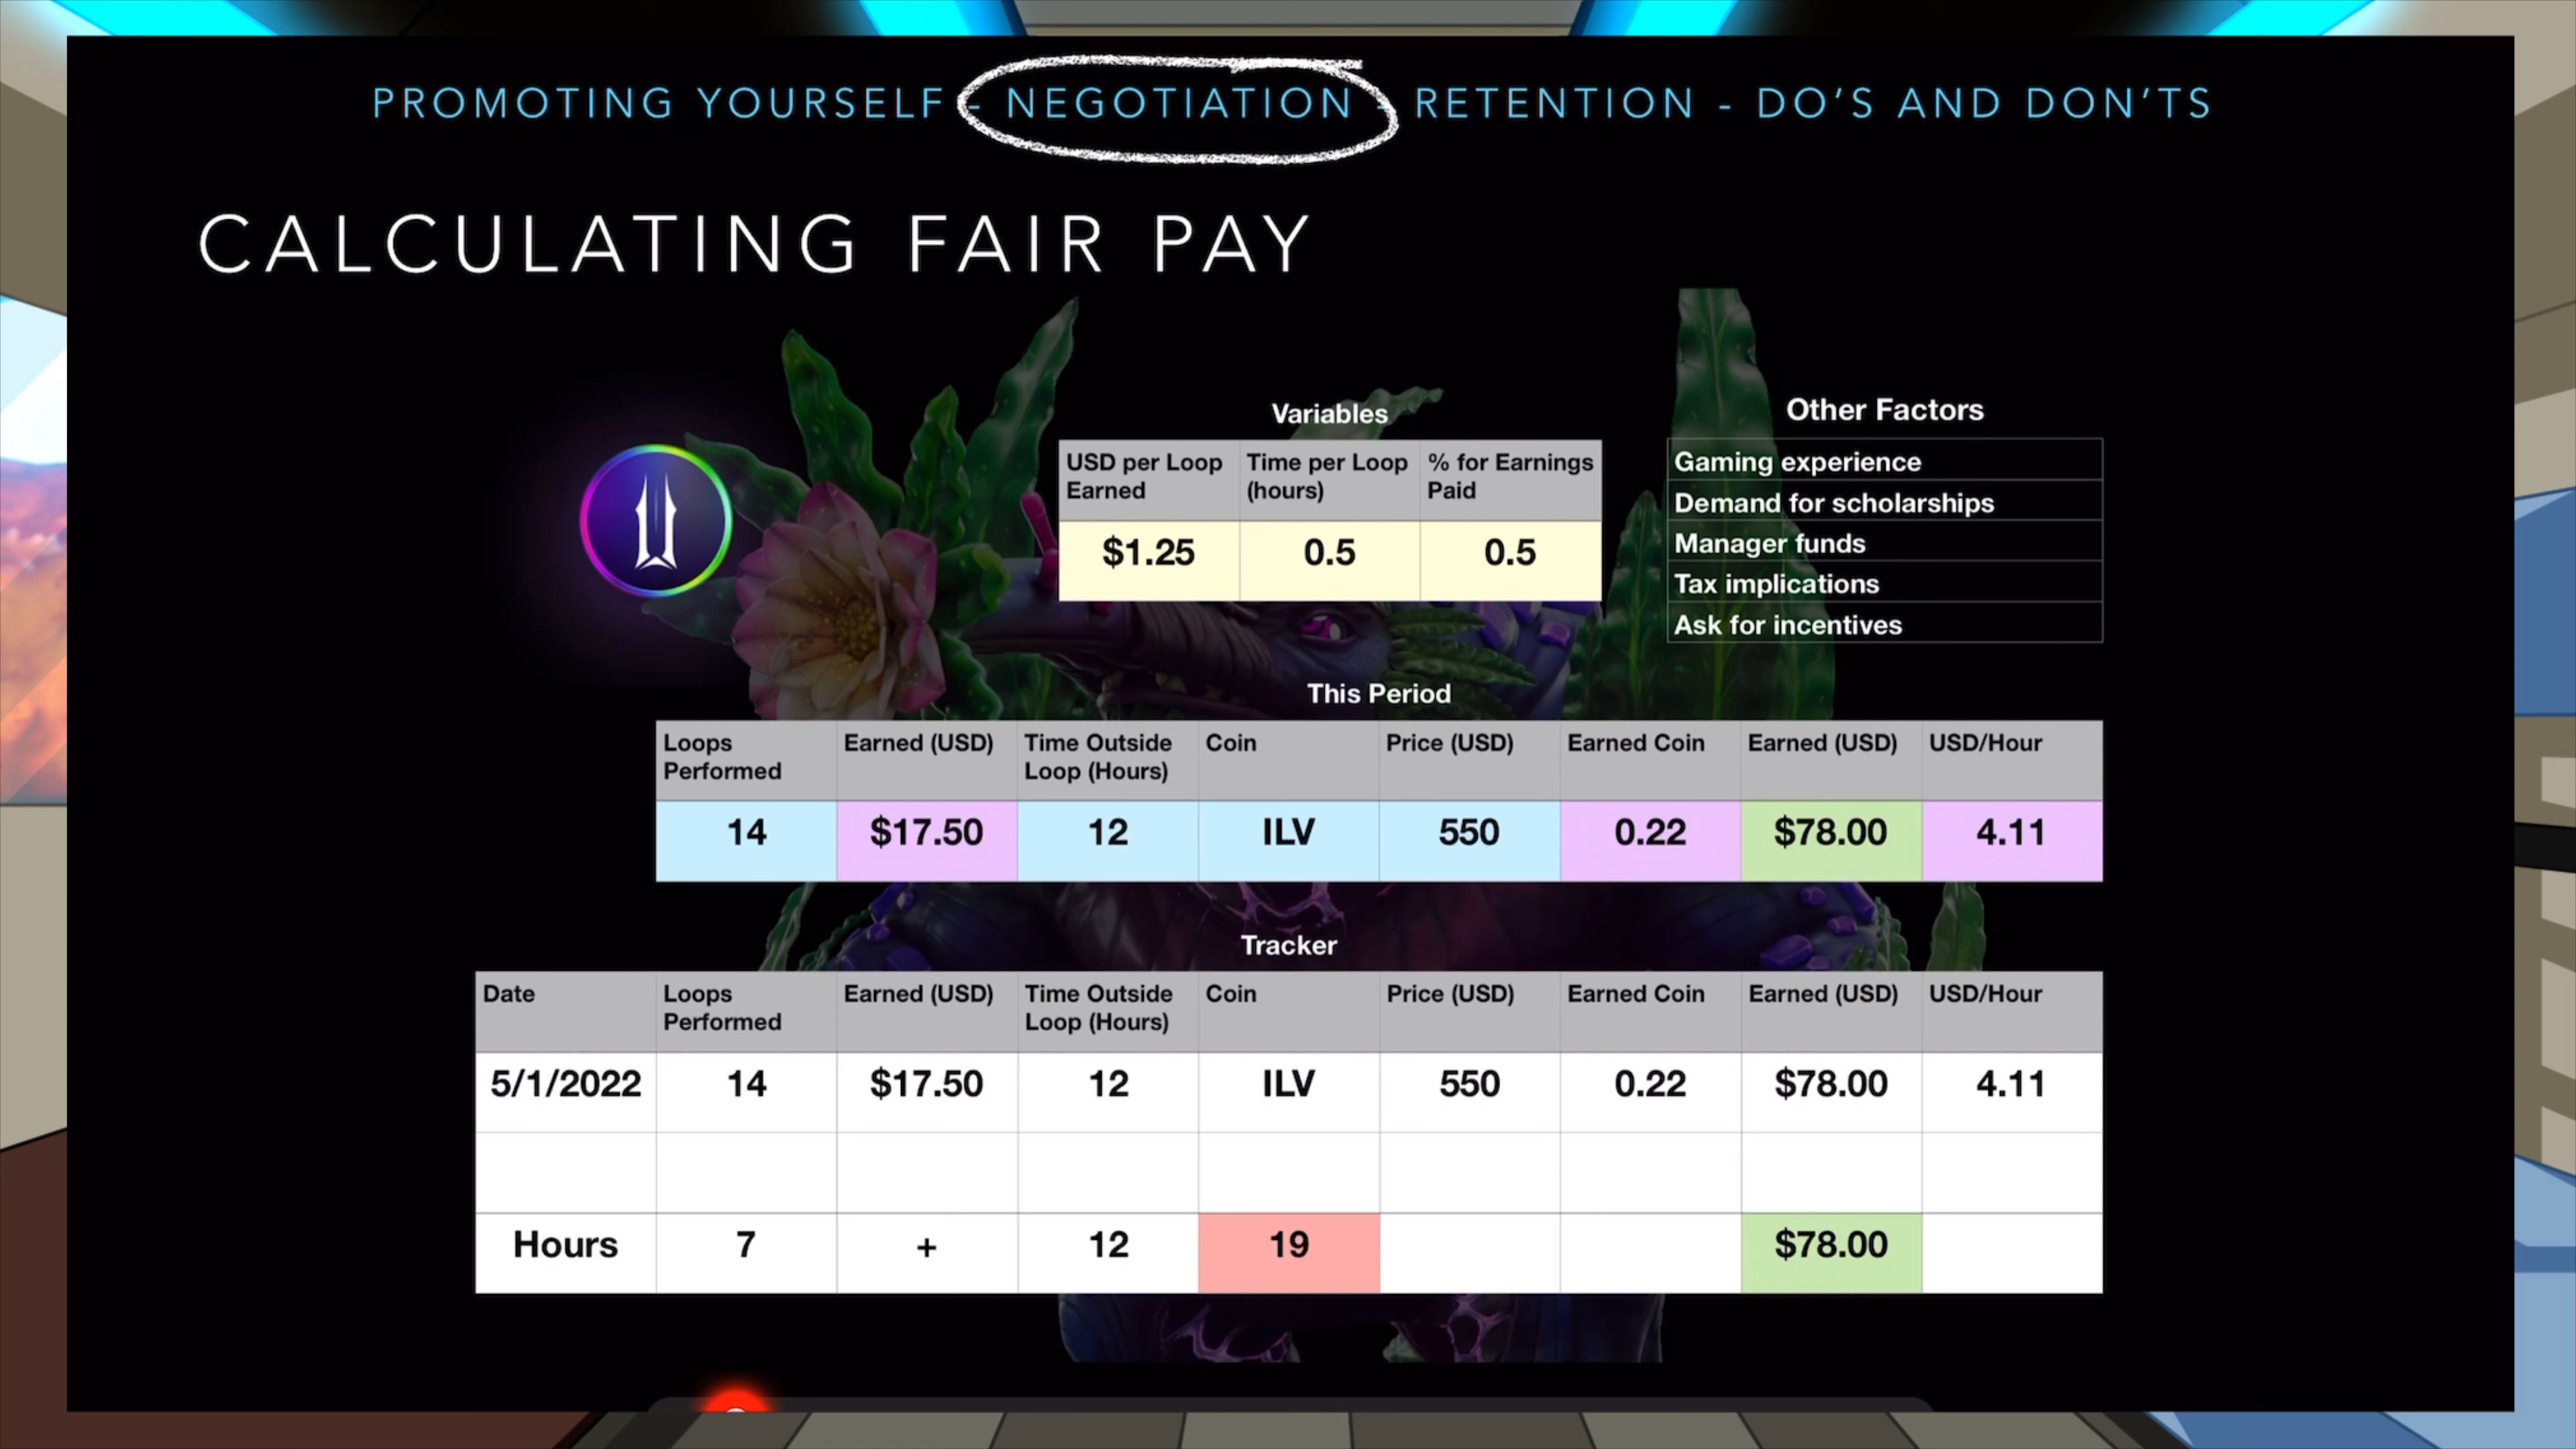 PROMOTING YOURSELF - NEGOTIATION - RETENTION - DO'S AND DON'TS
CALCULATING FAIR PAY
Variables
USD per Loop Earned Time per Loop (hours) % for Earnings Paid
$1.25 0.5 0.5
Other Factors
Gaming experience
Demand for scholarships
Manager funds
Tax implications
Ask for incentives
This Period
Loops Performed Earned (USD) Time Outside Loop (Hours) Coin Price (USD) Earned Coin Earned (USD) USD/Hour
14 $17.50 12 ILV 550 0.22 $78.00 4.11
Tracker
Date Loops Performed Earned (USD) Time Outside Loop (Hours) Coin Price (USD) Earned Coin Earned (USD) USD/Hour
5/1/2022 14 $17.50 12 ILV 550 0.22 $78.00 4.11
Hours 7 + 12 19 $78.00